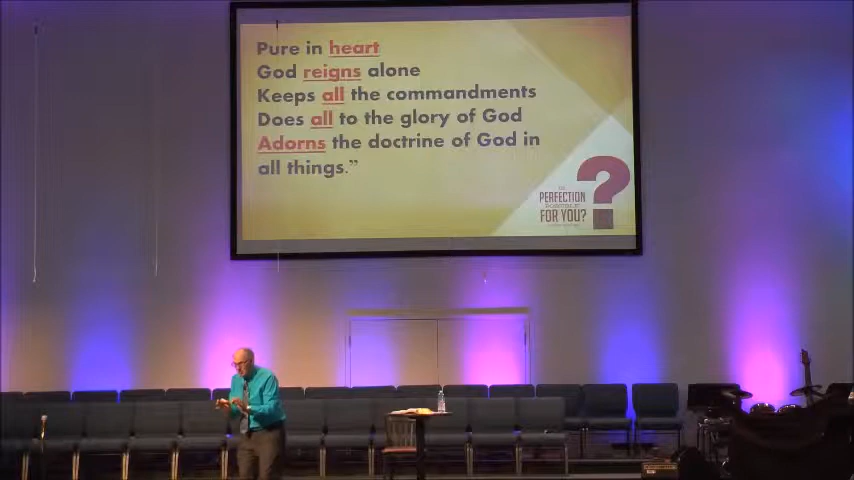 Pure in heart
God reigns alone
Keeps all the commandments
Does all to the glory of God
Adorns the doctrine of God in
all things.”
PERFECTION
FOR YOU?